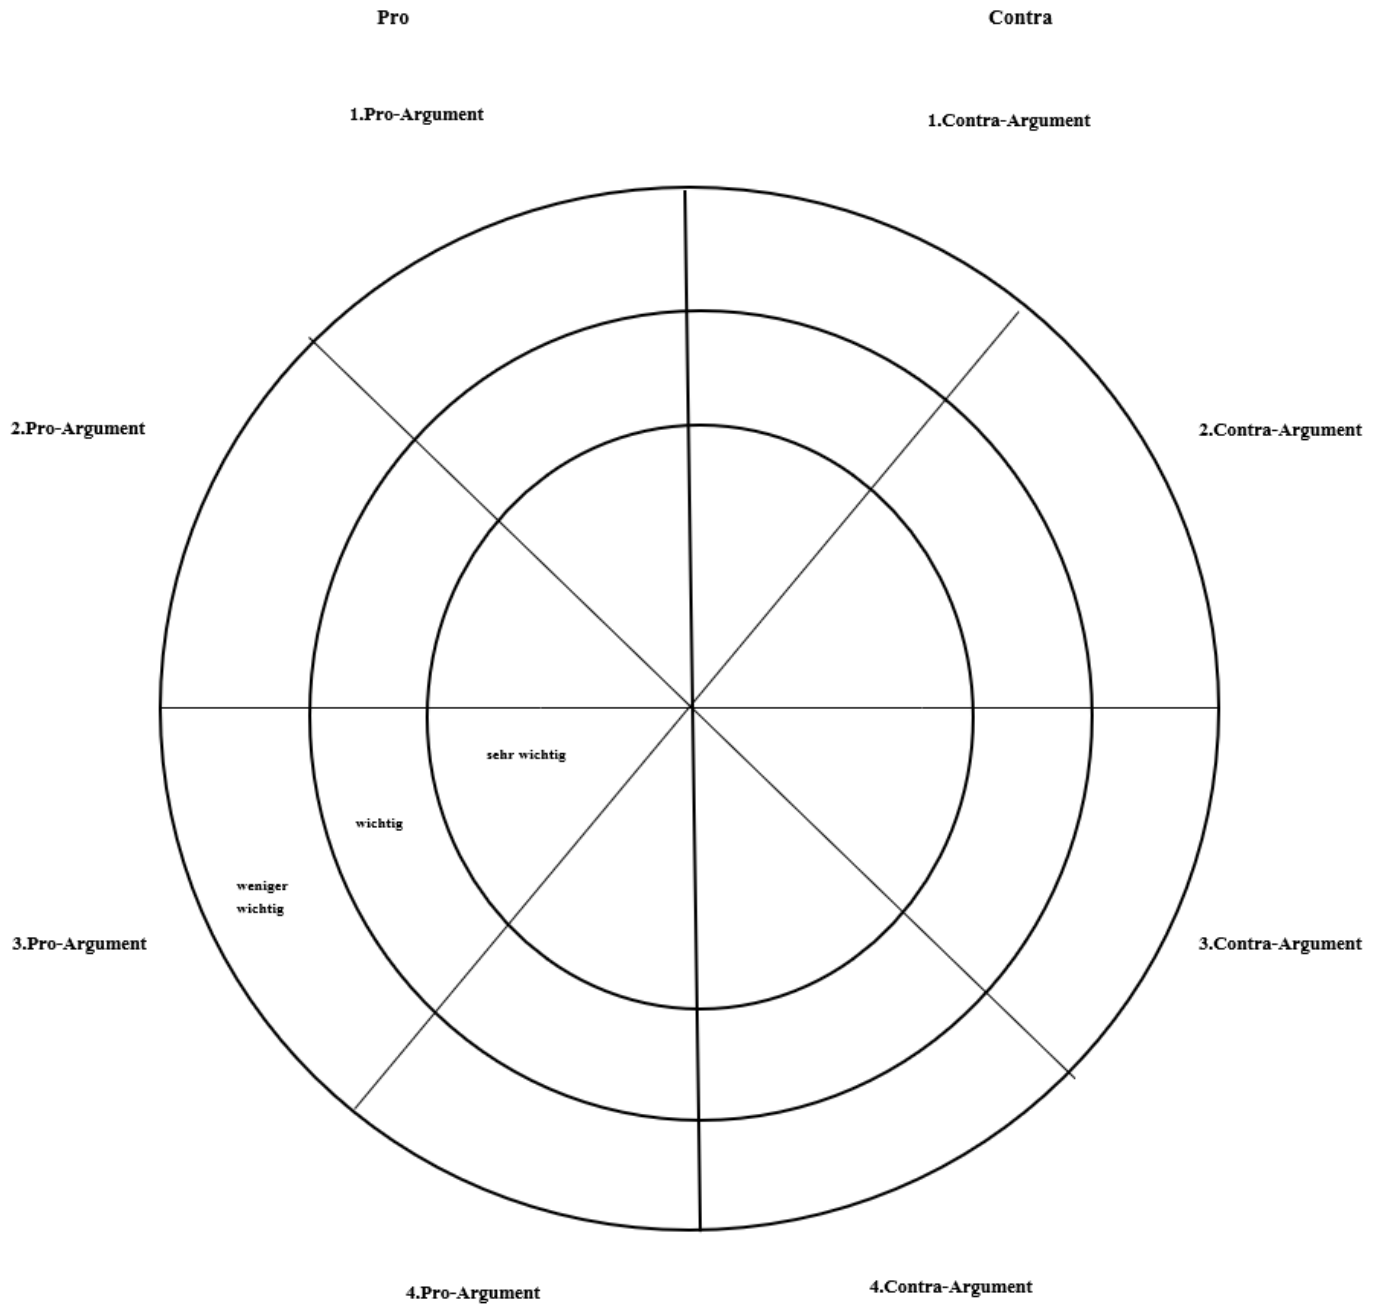 Pro
Contra
1.Pro-Argument
1.Contra-Argument
2.Pro-Argument
2.Contra-Argument
sehr wichtig
wichtig
weniger
wichtig
3.Pro-Argument
3.Contra-Argument
4.Pro-Argument
4.Contra-Argument